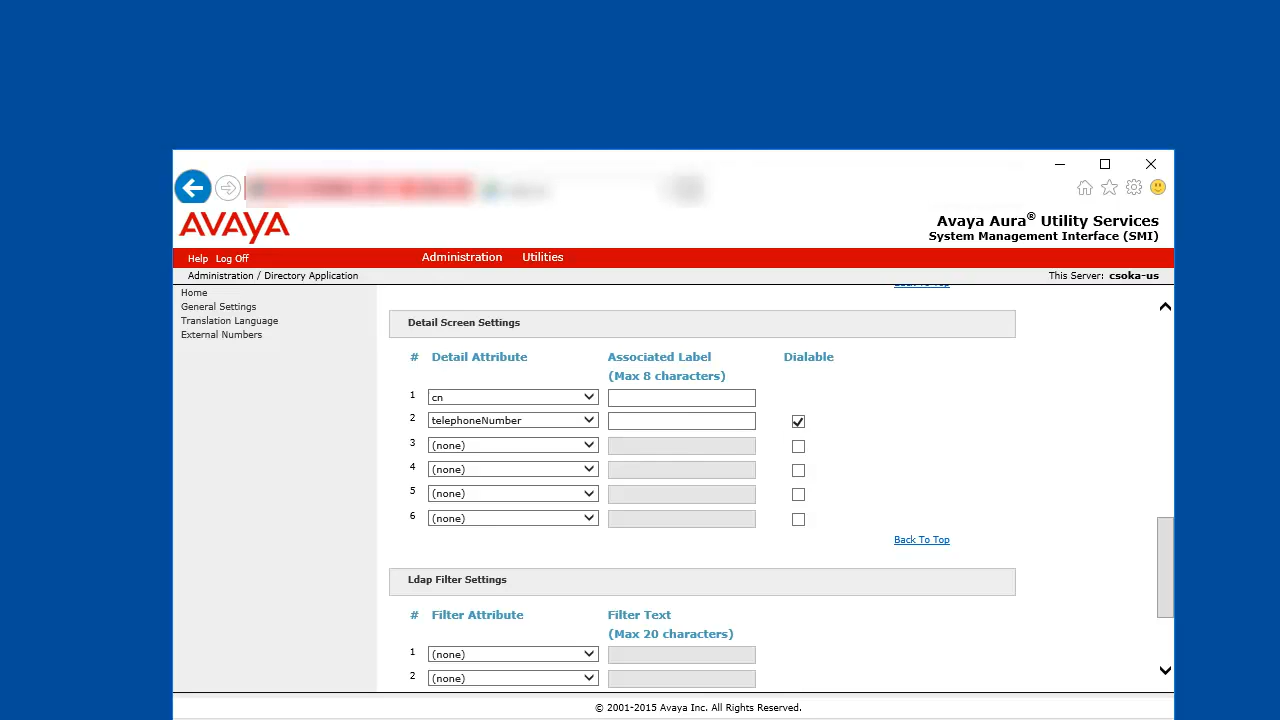 AVAYA
Avaya Aura® Utility Services
System Management Interface (SMI)
Help Log Off Administration Utilities
Administration / Directory Application This Server: csoka-us
Home
General Settings
Translation Language
External Numbers
Back To Top
Detail Screen Settings
# Detail Attribute Associated Label Dialable
(Max 8 characters)
1 cn
2 telephoneNumber
3 (none)
4 (none)
5 (none)
6 (none)
Back To Top
Ldap Filter Settings
# Filter Attribute Filter Text
(Max 20 characters)
1 (none)
2 (none)
© 2001-2015 Avaya Inc. All Rights Reserved.